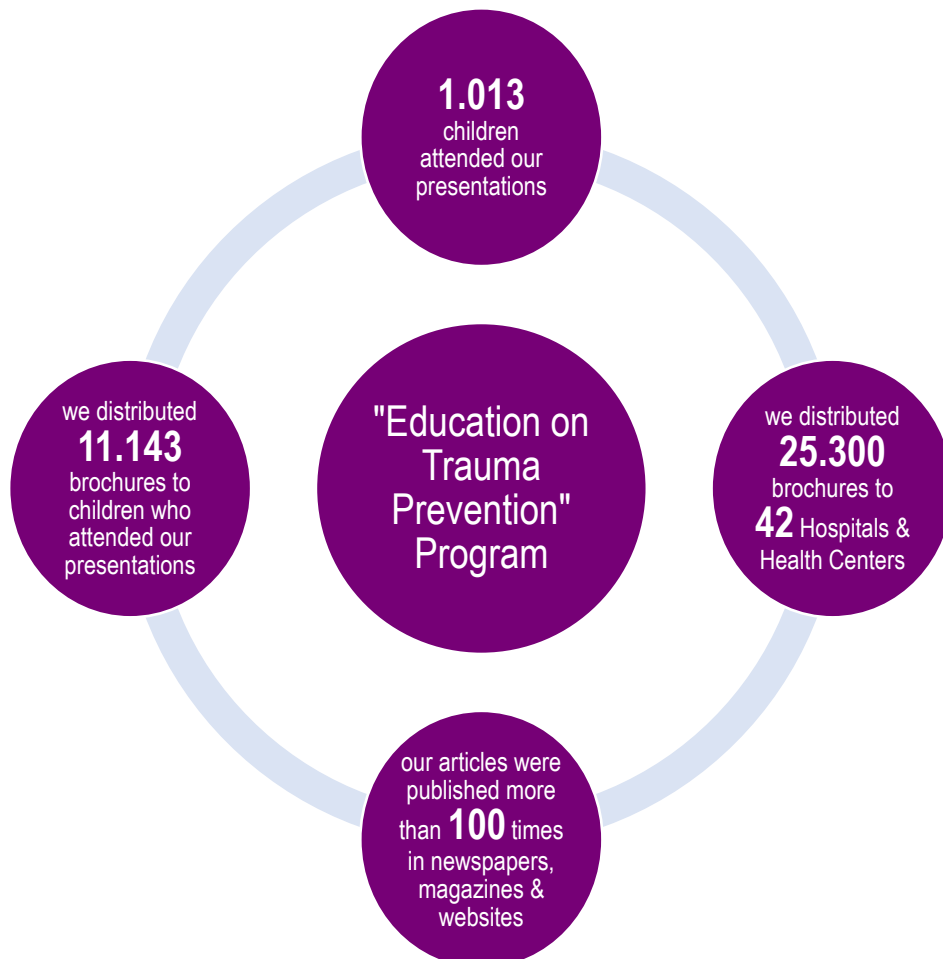 1.013
children
attended our
presentations
"Education on
Trauma
Prevention"
Program
we distributed
25.300
brochures to
42 Hospitals &
Health Centers
our articles were
published more
than 100 times
in newspapers,
magazines &
websites
we distributed
11.143
brochures to
children who
attended our
presentations